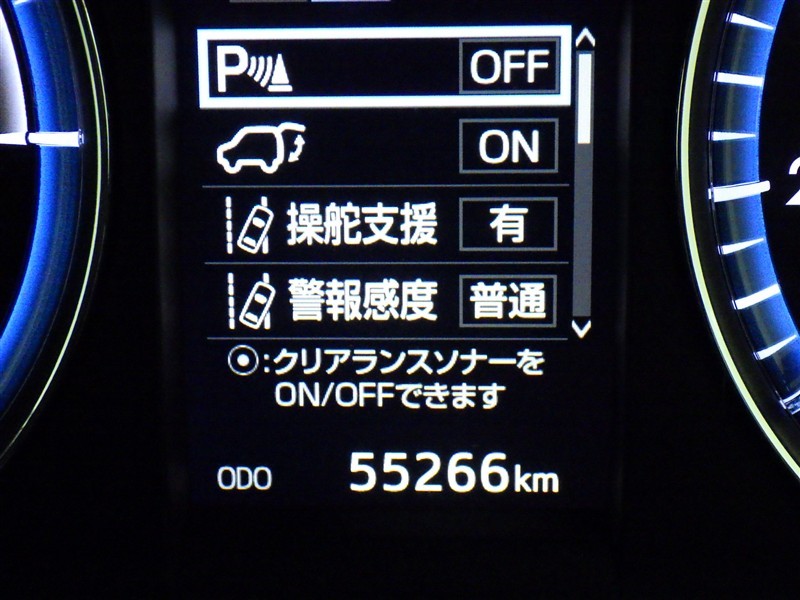 P OFF
ON
操舵支援 有
警報感度 普通
⦿:クリアランスソナーを
ON/OFFできます
ODO 55266km
2